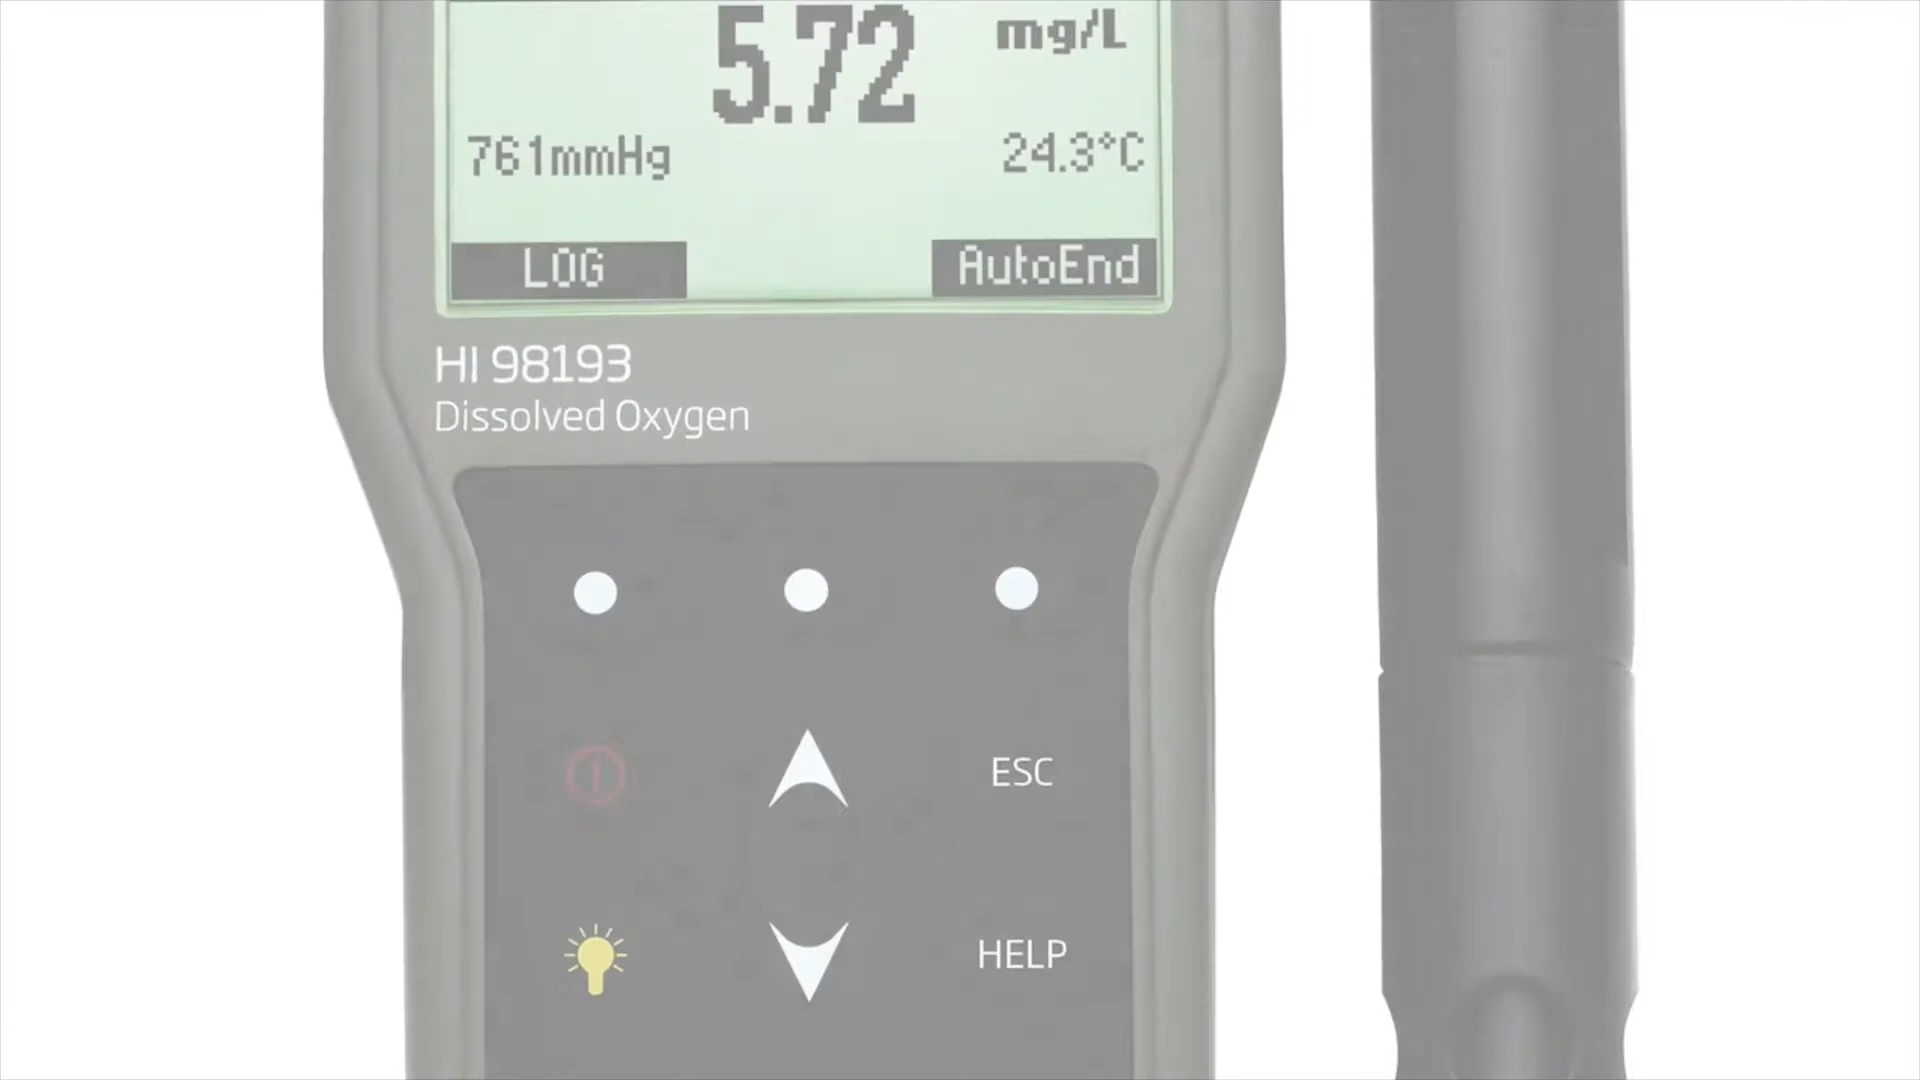 5.72 mg/L
761mmHg 24.3°C
LOG AutoEnd
HI 98193
Dissolved Oxygen
ESC
HELP